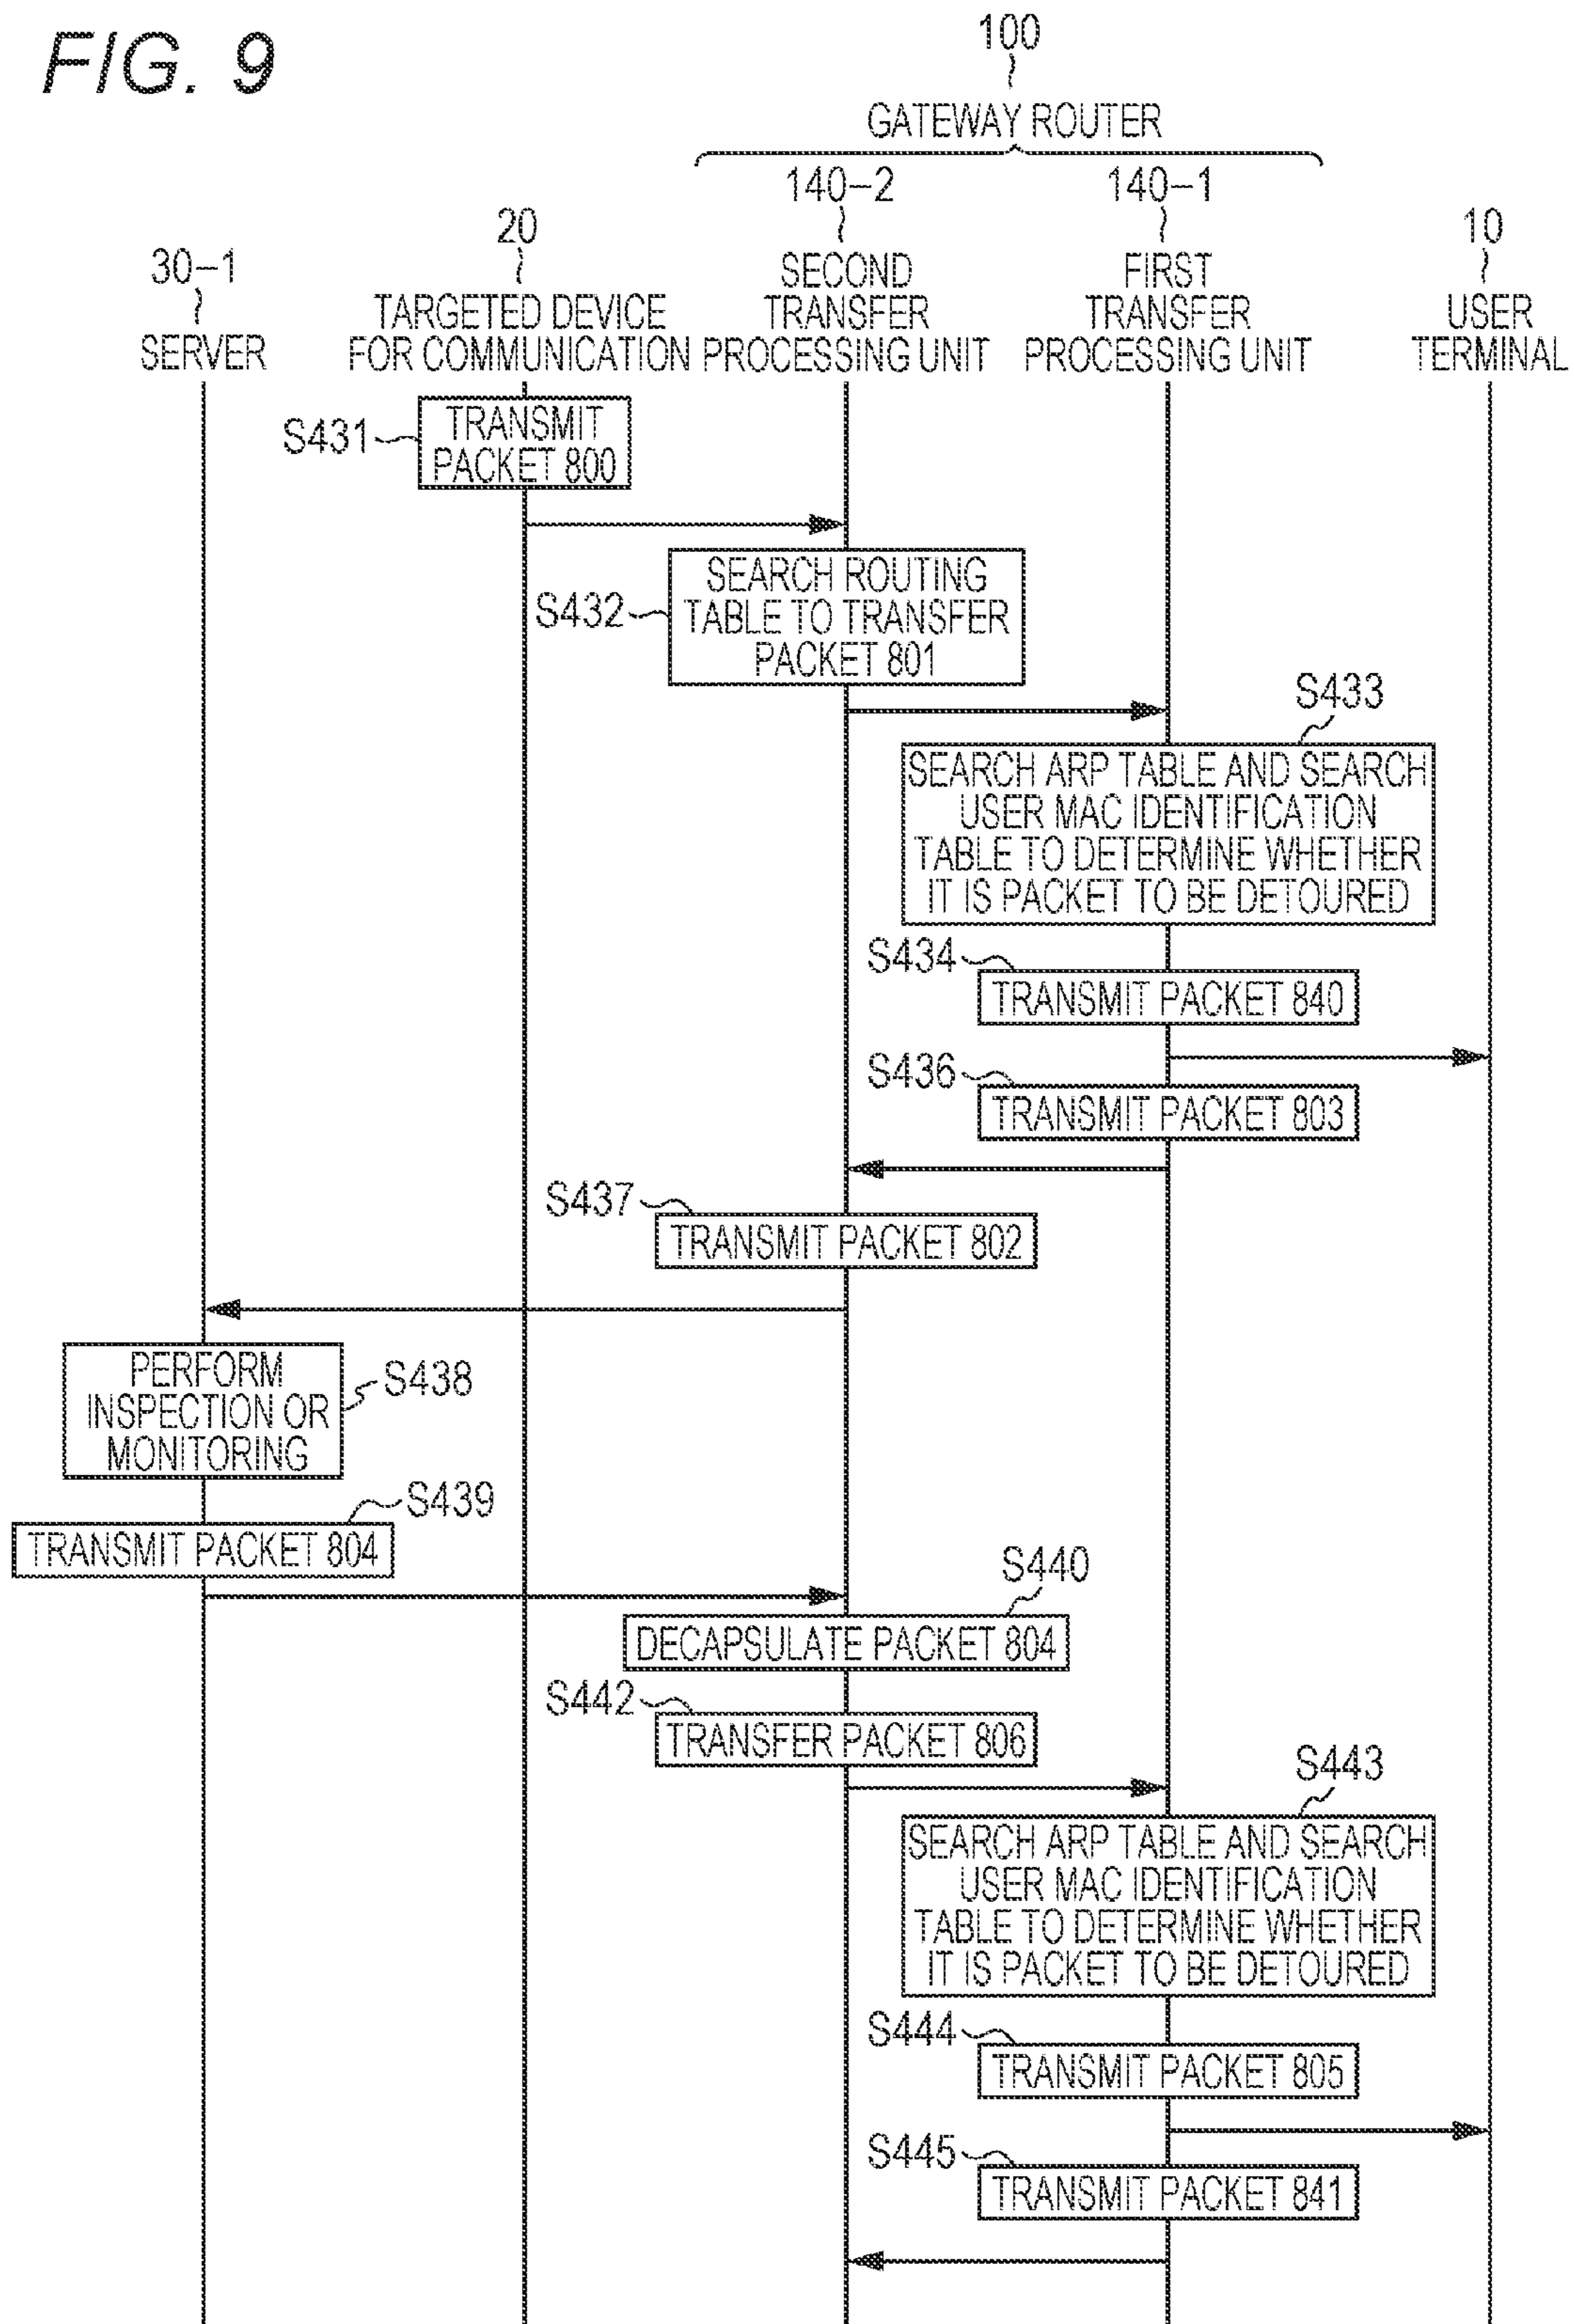 FIG. 9
100
GATEWAY ROUTER
140-2
140-1
20
10
30-1
SECOND
TRANSFER
PROCESSING UNIT
FIRST
TRANSFER
PROCESSING UNIT
TARGETED DEVICE
FOR COMMUNICATION
USER
TERMINAL
SERVER
S431
TRANSMIT
PACKET 800
S432
SEARCH ROUTING
TABLE TO TRANSFER
PACKET 801
S433
SEARCH ARP TABLE AND SEARCH
USER MAC IDENTIFICATION
TABLE TO DETERMINE WHETHER
IT IS PACKET TO BE DETOURED
S434
TRANSMIT PACKET 840
S436
TRANSMIT PACKET 803
S437
TRANSMIT PACKET 802
PERFORM
INSPECTION OR
MONITORING
S438
S439
TRANSMIT PACKET 804
S440
DECAPSULATE PACKET 804
S442
TRANSFER PACKET 806
S443
SEARCH ARP TABLE AND SEARCH
USER MAC IDENTIFICATION
TABLE TO DETERMINE WHETHER
IT IS PACKET TO BE DETOURED
S444
TRANSMIT PACKET 805
S445
TRANSMIT PACKET 841